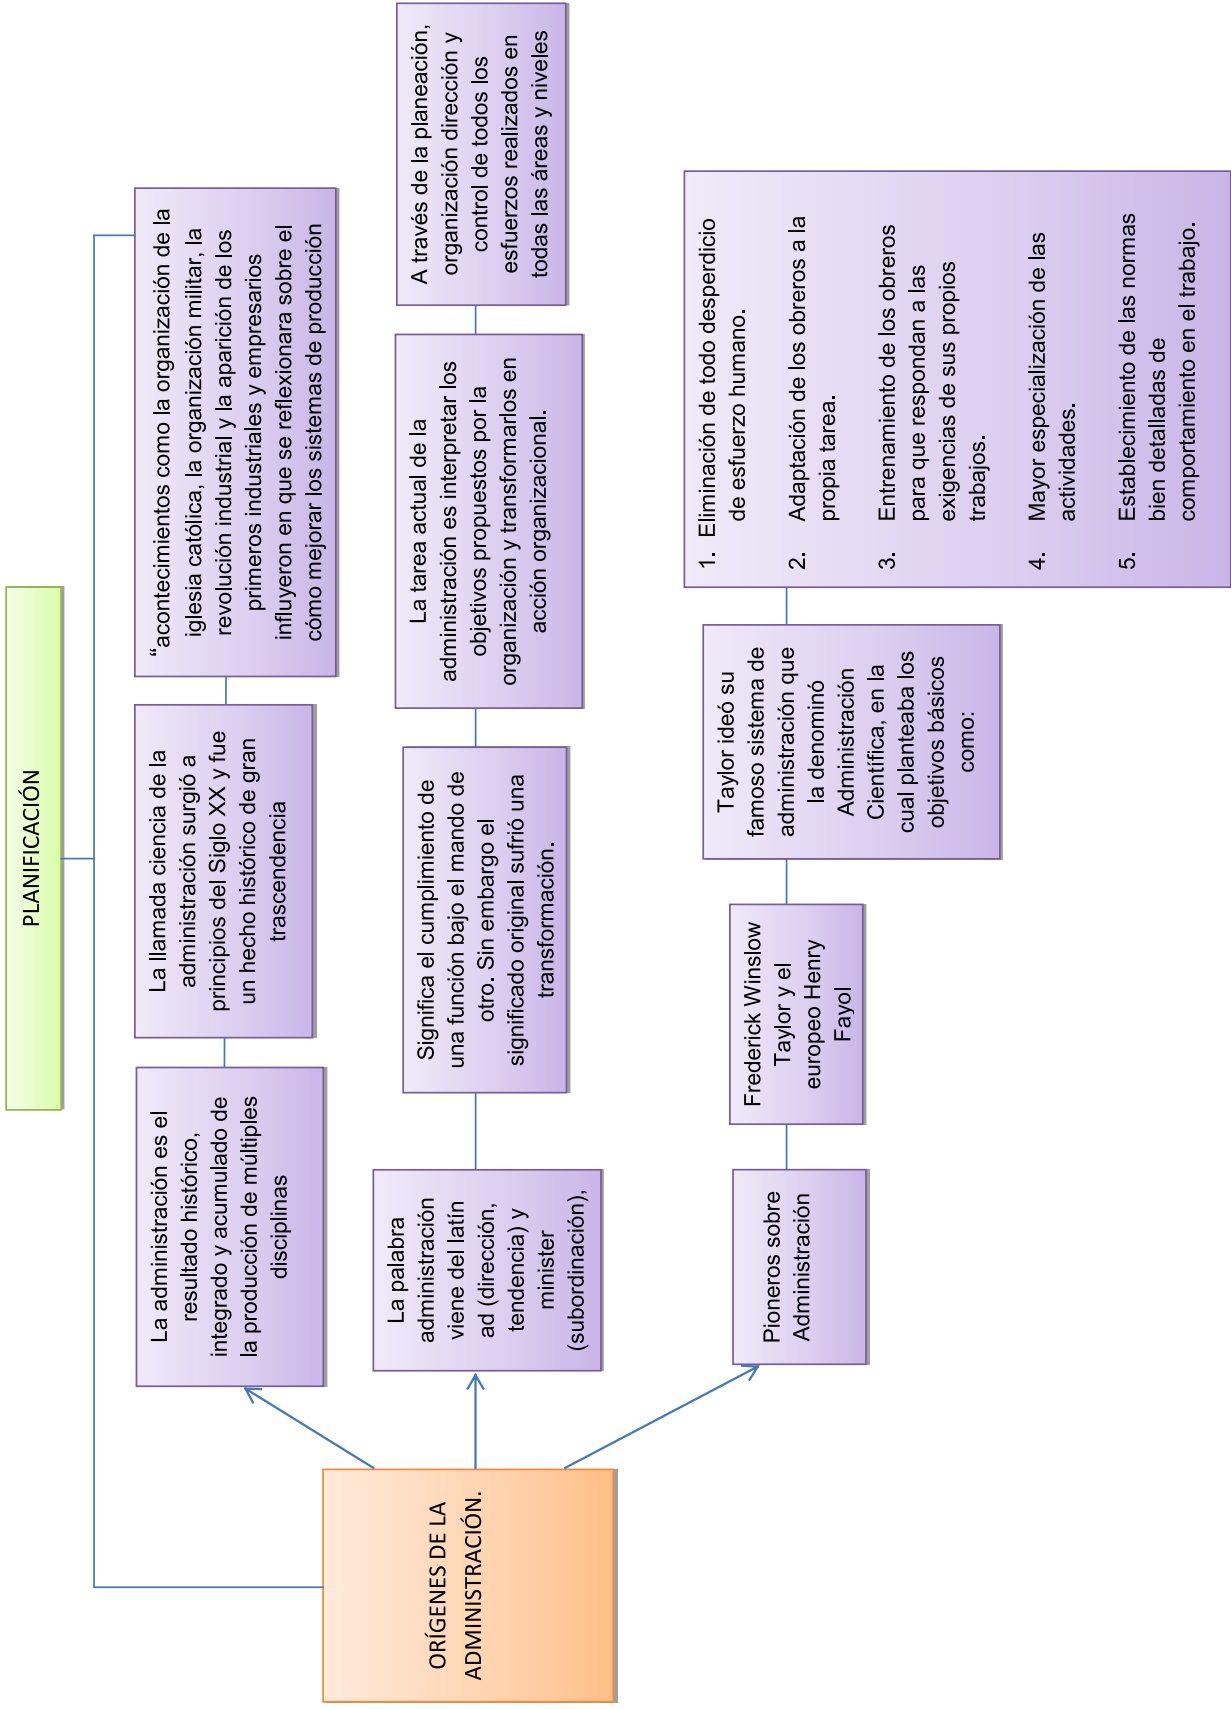 PLANIFICACIÓN
ORÍGENES DE LA
ADMINISTRACIÓN.
La administración es el
resultado histórico,
integrado y acumulado de
la producción de múltiples
disciplinas
La llamada ciencia de la
administración surgió a
principios del Siglo XX y fue
un hecho histórico de gran
trascendencia
“acontecimientos como la organización de la
iglesia católica, la organización militar, la
revolución industrial y la aparición de los
primeros industriales y empresarios
influyeron en que se reflexionara sobre el
cómo mejorar los sistemas de producción
La palabra
administración
viene del latín
ad (dirección,
tendencia) y
minister
(subordinación),
Significa el cumplimiento de
una función bajo el mando de
otro. Sin embargo el
significado original sufrió una
transformación.
La tarea actual de la
administración es interpretar los
objetivos propuestos por la
organización y transformarlos en
acción organizacional.
A través de la planeación,
organización dirección y
control de todos los
esfuerzos realizados en
todas las áreas y niveles
Pioneros sobre
Administración
Frederick Winslow
Taylor y el
europeo Henry
Fayol
Taylor ideó su
famoso sistema de
administración que
la denominó
Administración
Científica, en la
cual planteaba los
objetivos básicos
como:
1. Eliminación de todo desperdicio
de esfuerzo humano.
2. Adaptación de los obreros a la
propia tarea.
3. Entrenamiento de los obreros
para que respondan a las
exigencias de sus propios
trabajos.
4. Mayor especialización de las
actividades.
5. Establecimiento de las normas
bien detalladas de
comportamiento en el trabajo.